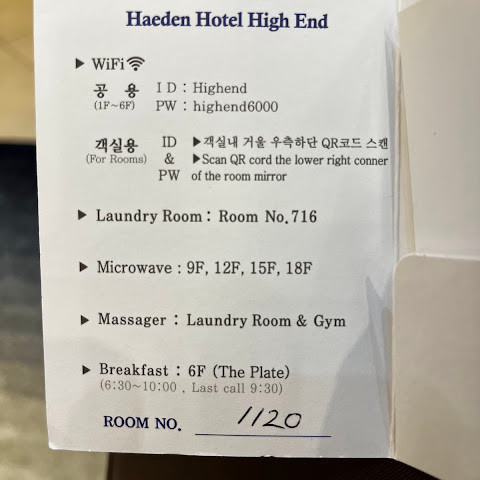 Haeden Hotel High End
▶ WiFi
공 용 ID : Highend
(1F~6F) PW : highend6000
객실용 ID ▶객실내 거울 우측하단 QR코드 스캔
(For Rooms) & ▶Scan QR cord the lower right conner
PW of the room mirror
▶ Laundry Room : Room No.716
▶ Microwave : 9F, 12F, 15F, 18F
▶ Massager : Laundry Room & Gym
▶ Breakfast : 6F (The Plate)
(6:30~10:00 , Last call 9:30)
ROOM NO. 1120